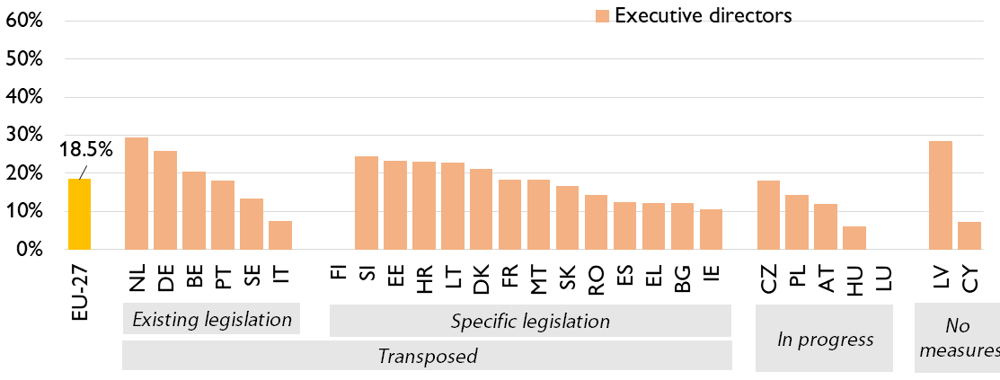 Executive directors
60%
50%
40%
30%
20%
10%
0%
18.5%
EU-27
NL
DE
BE
PT
SE
IT
FI
SI
EE
HR
LT
DK
FR
MT
SK
RO
ES
EL
BG
IE
CZ
PL
AT
HU
LU
LV
CY
Existing legislation
Specific legislation
Transposed
In progress
No
measures